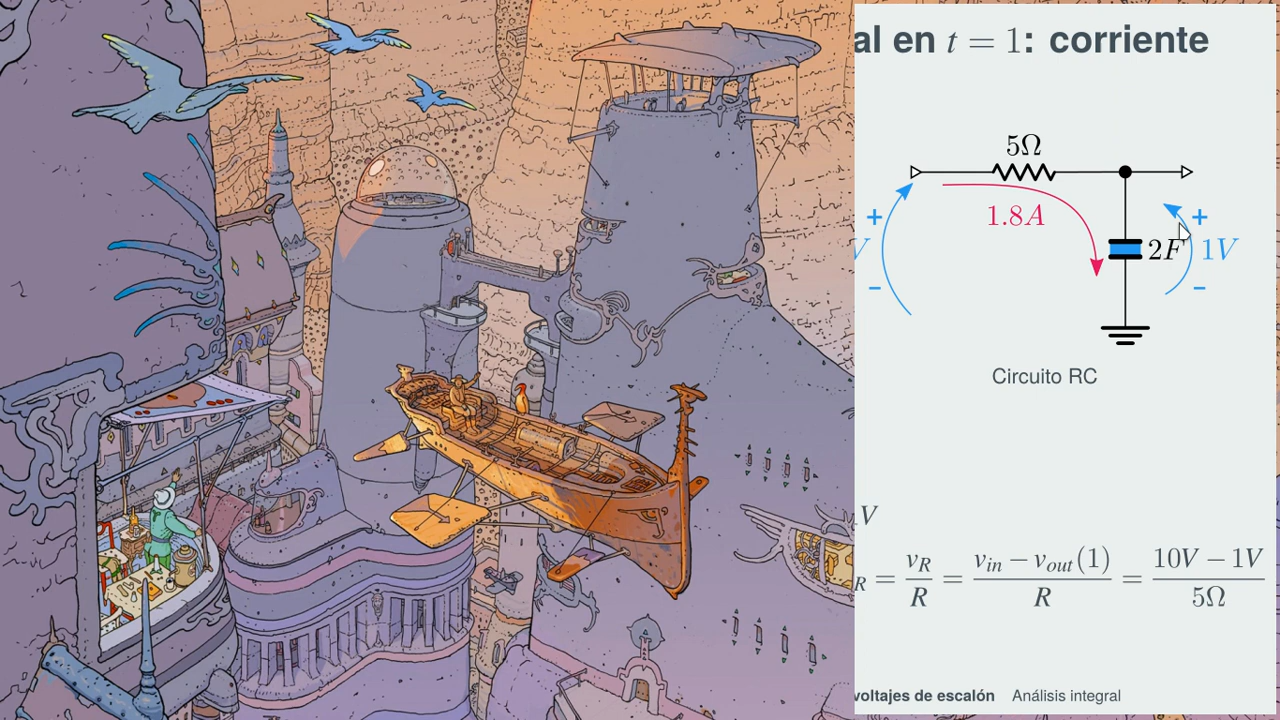 al en t = 1: corriente
5Ω
+
1.8A
+
V
2F
1V
−
−
Circuito RC
V
R = v_R / R = v_in − v_out(1) / R = 10V − 1V / 5Ω
voltajes de escalón Análisis integral